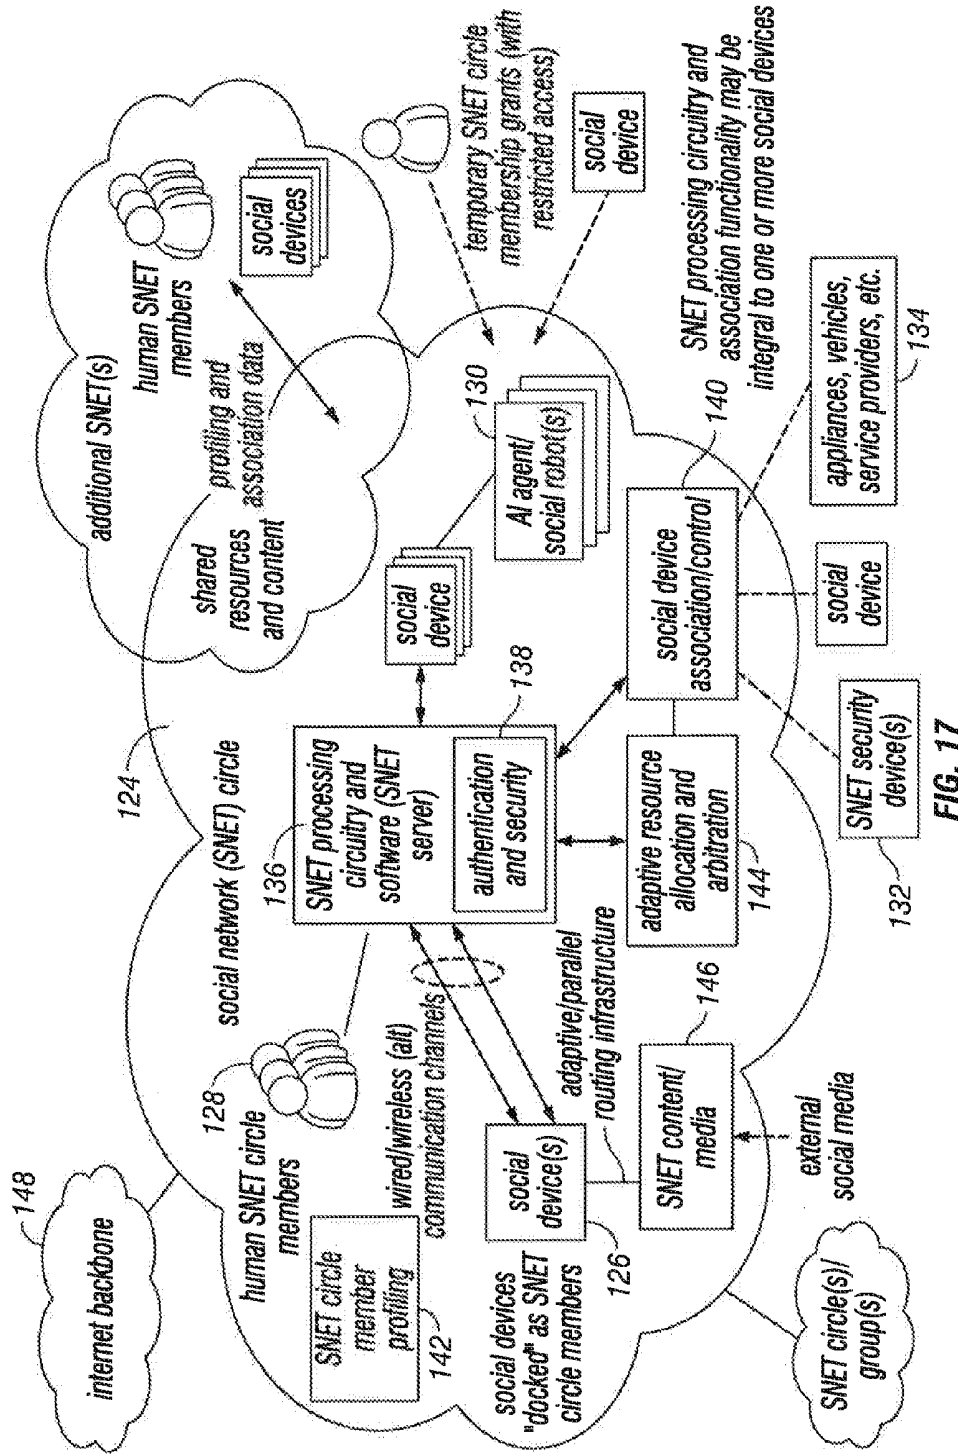 148
internet backbone
124
additional SNET(s)
human SNET
members
social
devices
profiling and
association data
shared
resources
and content
social network (SNET) circle
128
human SNET circle
members
136
SNET processing
circuitry and
software (SNET
server)
138
authentication
and security
social
device
130
AI agent/
social robot(s)
temporary SNET circle
membership grants (with
restricted access)
social
device
SNET circle
member
profiling
142
wired/wireless (alt)
communication channels
social devices
"docked" as SNET
circle members
social
device(s)
126
adaptive/parallel
routing infrastructure
adaptive resource
allocation and
arbitration
144
social device
association/control
140
SNET processing circuitry and
association functionality may be
integral to one or more social devices
SNET content/
media
146
external
social media
SNET circle(s)/
group(s)
SNET security
device(s)
132
social
device
appliances, vehicles,
service providers, etc.
134
FIG. 17